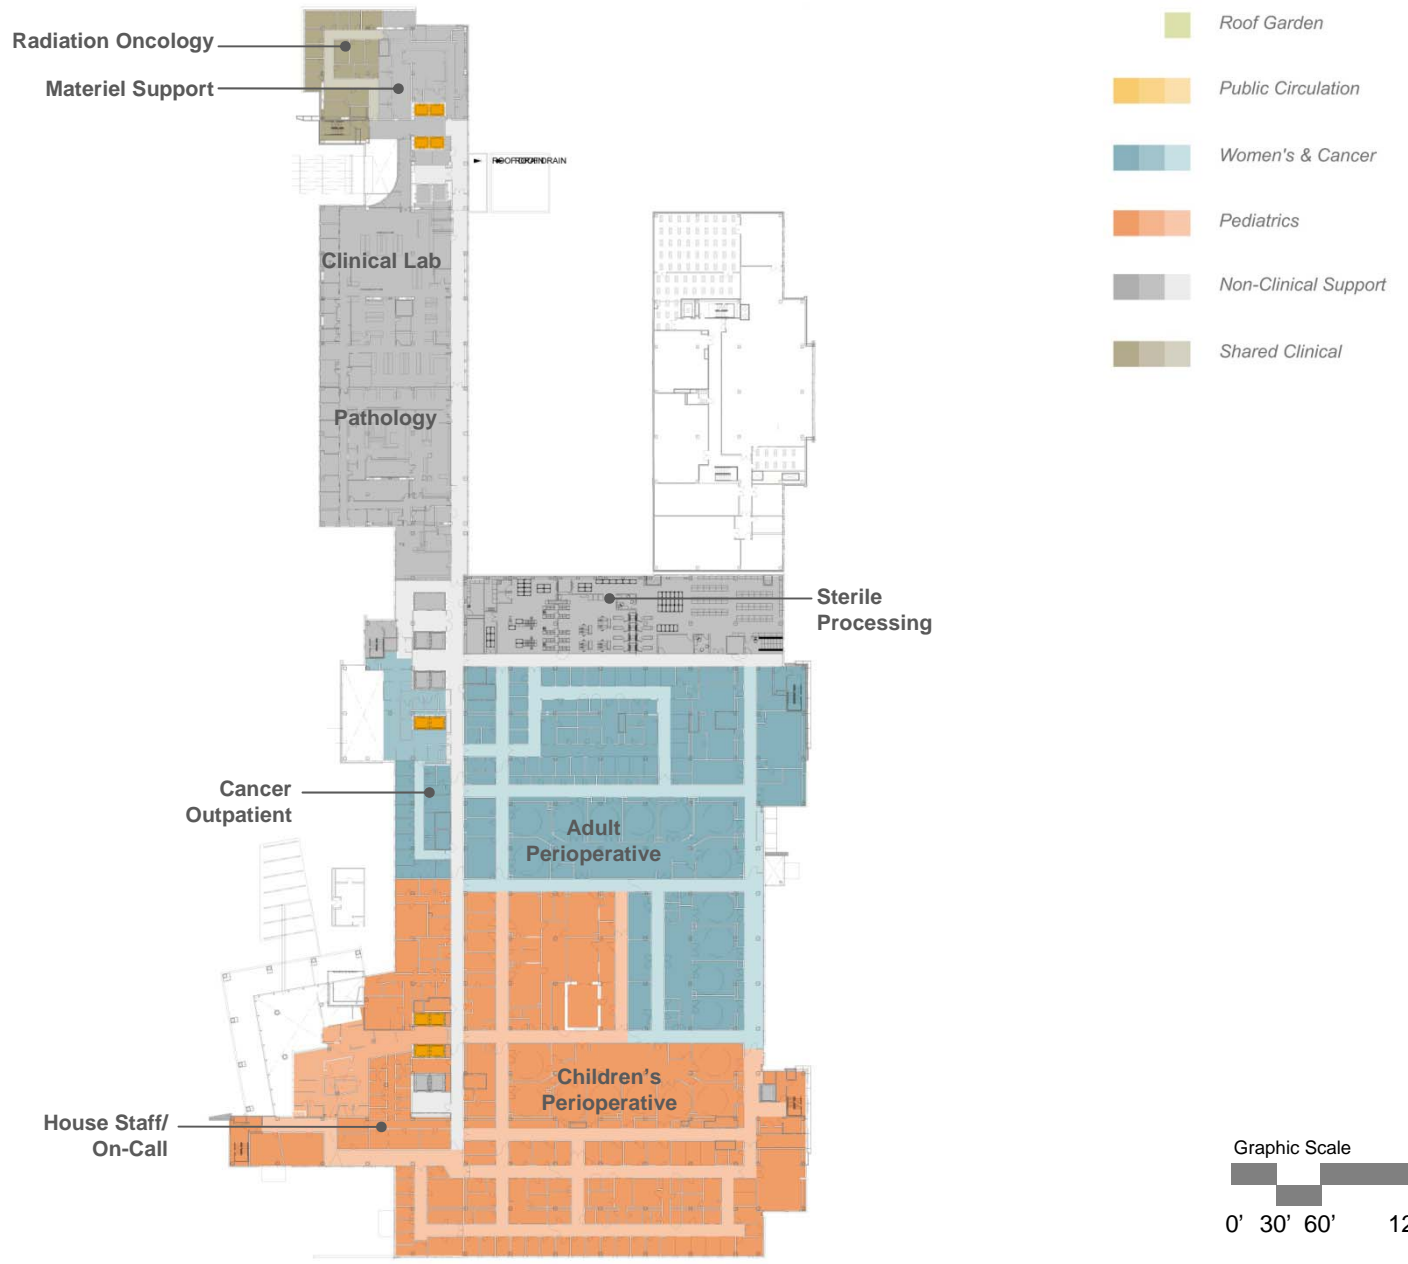 Radiation Oncology
Materiel Support
Clinical Lab
Pathology
Sterile
Processing
Cancer
Outpatient
Adult
Perioperative
Children's
Perioperative
House Staff/
On-Call
Roof Garden
Public Circulation
Women's & Cancer
Pediatrics
Non-Clinical Support
Shared Clinical
Graphic Scale
0’ 30’ 60’ 12